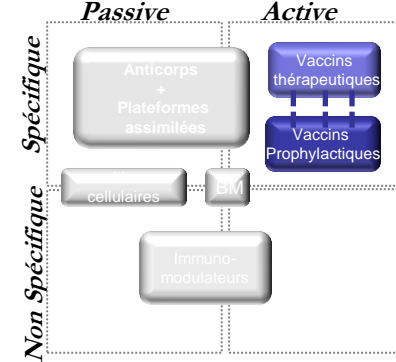 Passive
Active
Spécifique
Anticorps
+
Plateformes
assimilées
Vaccins
thérapeutiques
Vaccins
Prophylactiques
cellulaires
BM
Non Spécifique
Immuno-
modulateurs